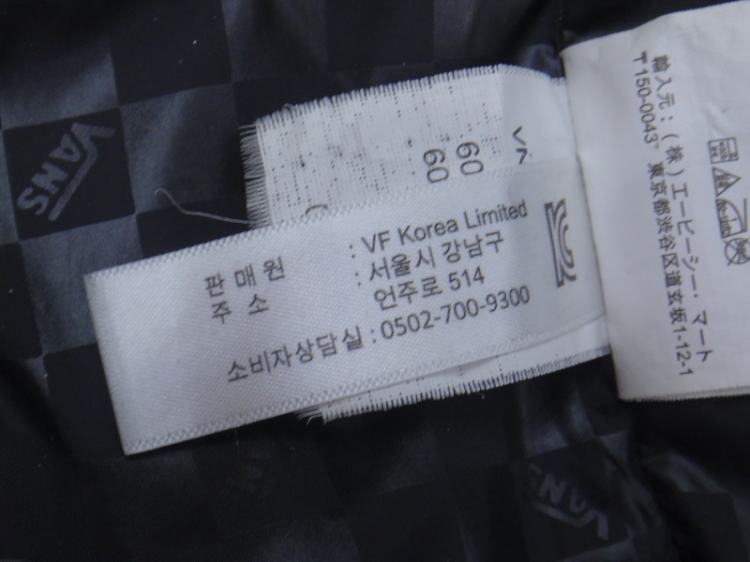 VANS
60
60
판매원 : VF Korea Limited
주소 : 서울시 강남구
언주로 514
소비자상담실 : 0502-700-9300
輸入元：(株)エービーシー・マート
〒150-0043 東京都渋谷区道玄坂1-12-1
VANS